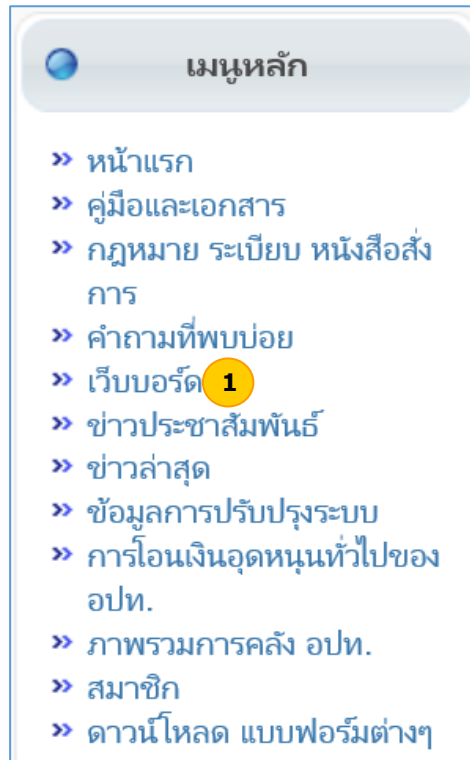 เมนูหลัก
» หน้าแรก
» คู่มือและเอกสาร
» กฎหมาย ระเบียบ หนังสือสั่ง
การ
» คำถามที่พบบ่อย
» เว็บบอร์ด 1
» ข่าวประชาสัมพันธ์
» ข่าวล่าสุด
» ข้อมูลการปรับปรุงระบบ
» การโอนเงินอุดหนุนทั่วไปของ
อปท.
» ภาพรวมการคลัง อปท.
» สมาชิก
» ดาวน์โหลด แบบฟอร์มต่างๆ